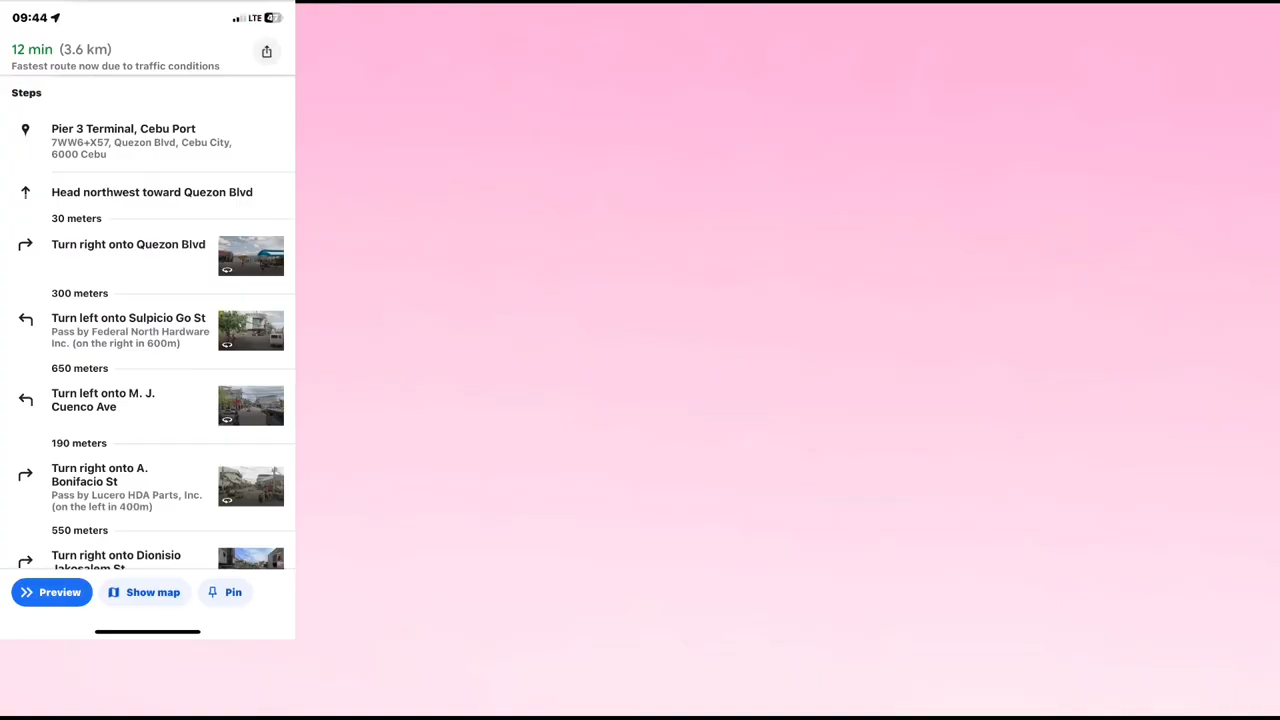 09:44
LTE 47
12 min (3.6 km)
Fastest route now due to traffic conditions
Steps
Pier 3 Terminal, Cebu Port
7WW6+X57, Quezon Blvd, Cebu City,
6000 Cebu
Head northwest toward Quezon Blvd
30 meters
Turn right onto Quezon Blvd
300 meters
Turn left onto Sulpicio Go St
Pass by Federal North Hardware
Inc. (on the right in 600m)
650 meters
Turn left onto M. J.
Cuenco Ave
190 meters
Turn right onto A.
Bonifacio St
Pass by Lucero HDA Parts, Inc.
(on the left in 400m)
550 meters
Turn right onto Dionisio
Jakosalem St
Preview
Show map
Pin